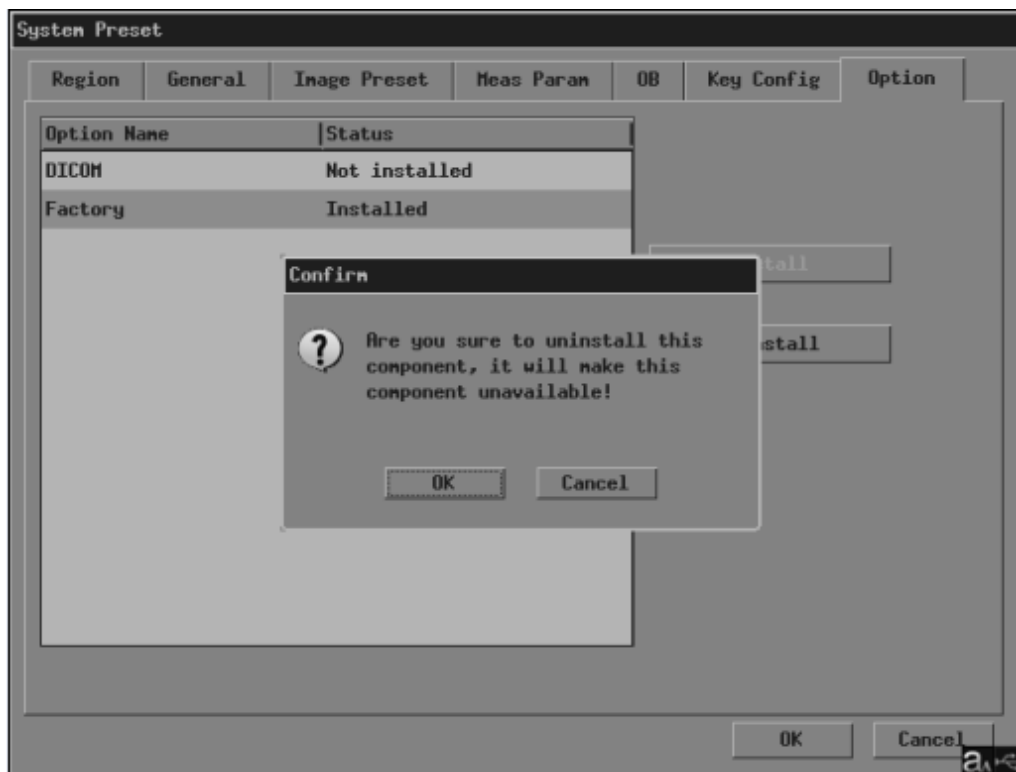 System Preset
Region General Image Preset Meas Param OB Key Config Option
Option Name Status
DICOM Not installed
Factory Installed
Confirm
Are you sure to uninstall this
component, it will make this
component unavailable!
OK Cancel
OK Cancel
a